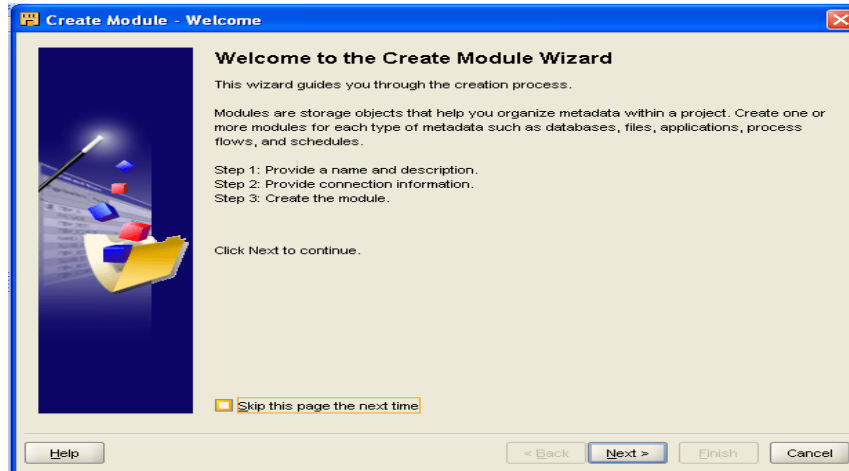 Create Module - Welcome
Welcome to the Create Module Wizard
This wizard guides you through the creation process.
Modules are storage objects that help you organize metadata within a project. Create one or
more modules for each type of metadata such as databases, files, applications, process
flows, and schedules.
Step 1: Provide a name and description.
Step 2: Provide connection information.
Step 3: Create the module.
Click Next to continue.
Skip this page the next time
Help
< Back
Next >
Finish
Cancel